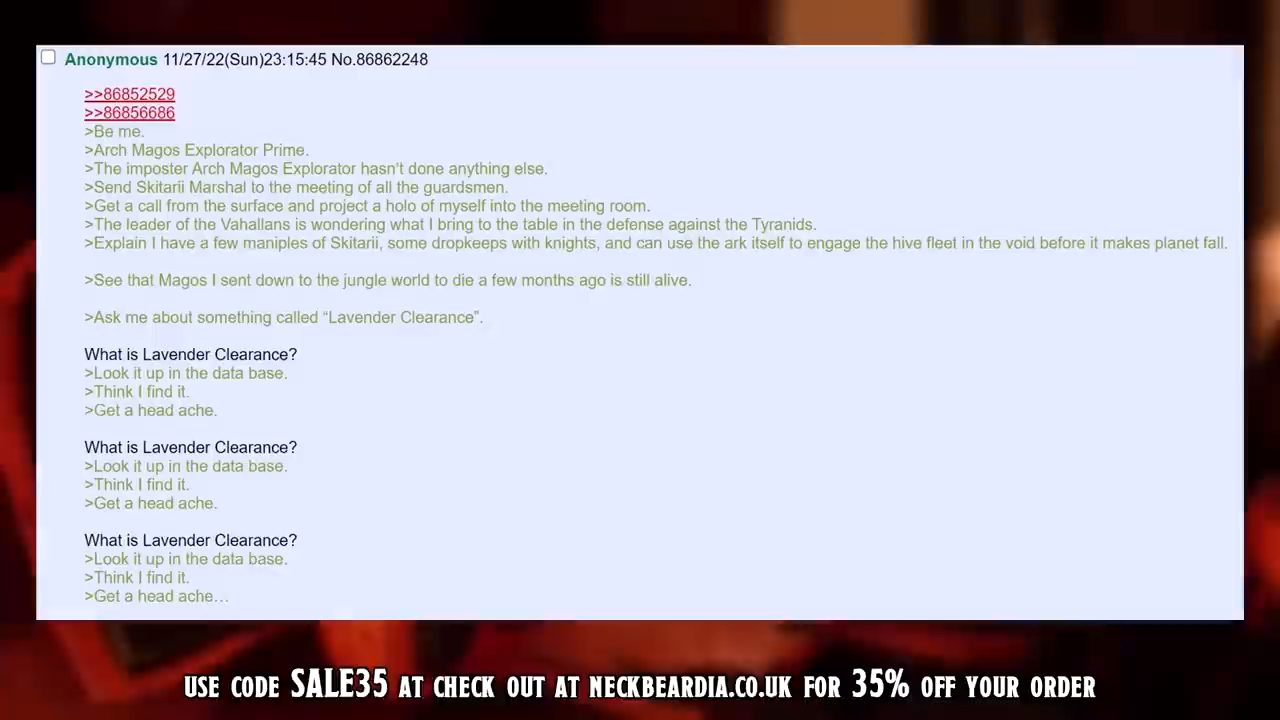 Anonymous 11/27/22(Sun)23:15:45 No.86862248
>>86852529
>>86856686
>Be me.
>Arch Magos Explorator Prime.
>The imposter Arch Magos Explorator hasn't done anything else.
>Send Skitarii Marshal to the meeting of all the guardsmen.
>Get a call from the surface and project a holo of myself into the meeting room.
>The leader of the Vahallans is wondering what I bring to the table in the defense against the Tyranids.
>Explain I have a few maniples of Skitarii, some dropkeeps with knights, and can use the ark itself to engage the hive fleet in the void before it makes planet fall.
>See that Magos I sent down to the jungle world to die a few months ago is still alive.
>Ask me about something called “Lavender Clearance”.
What is Lavender Clearance?
>Look it up in the data base.
>Think I find it.
>Get a head ache.
What is Lavender Clearance?
>Look it up in the data base.
>Think I find it.
>Get a head ache.
What is Lavender Clearance?
>Look it up in the data base.
>Think I find it.
>Get a head ache…
USE CODE SALE35 AT CHECK OUT AT NECKBEARDIA.CO.UK FOR 35% OFF YOUR ORDER